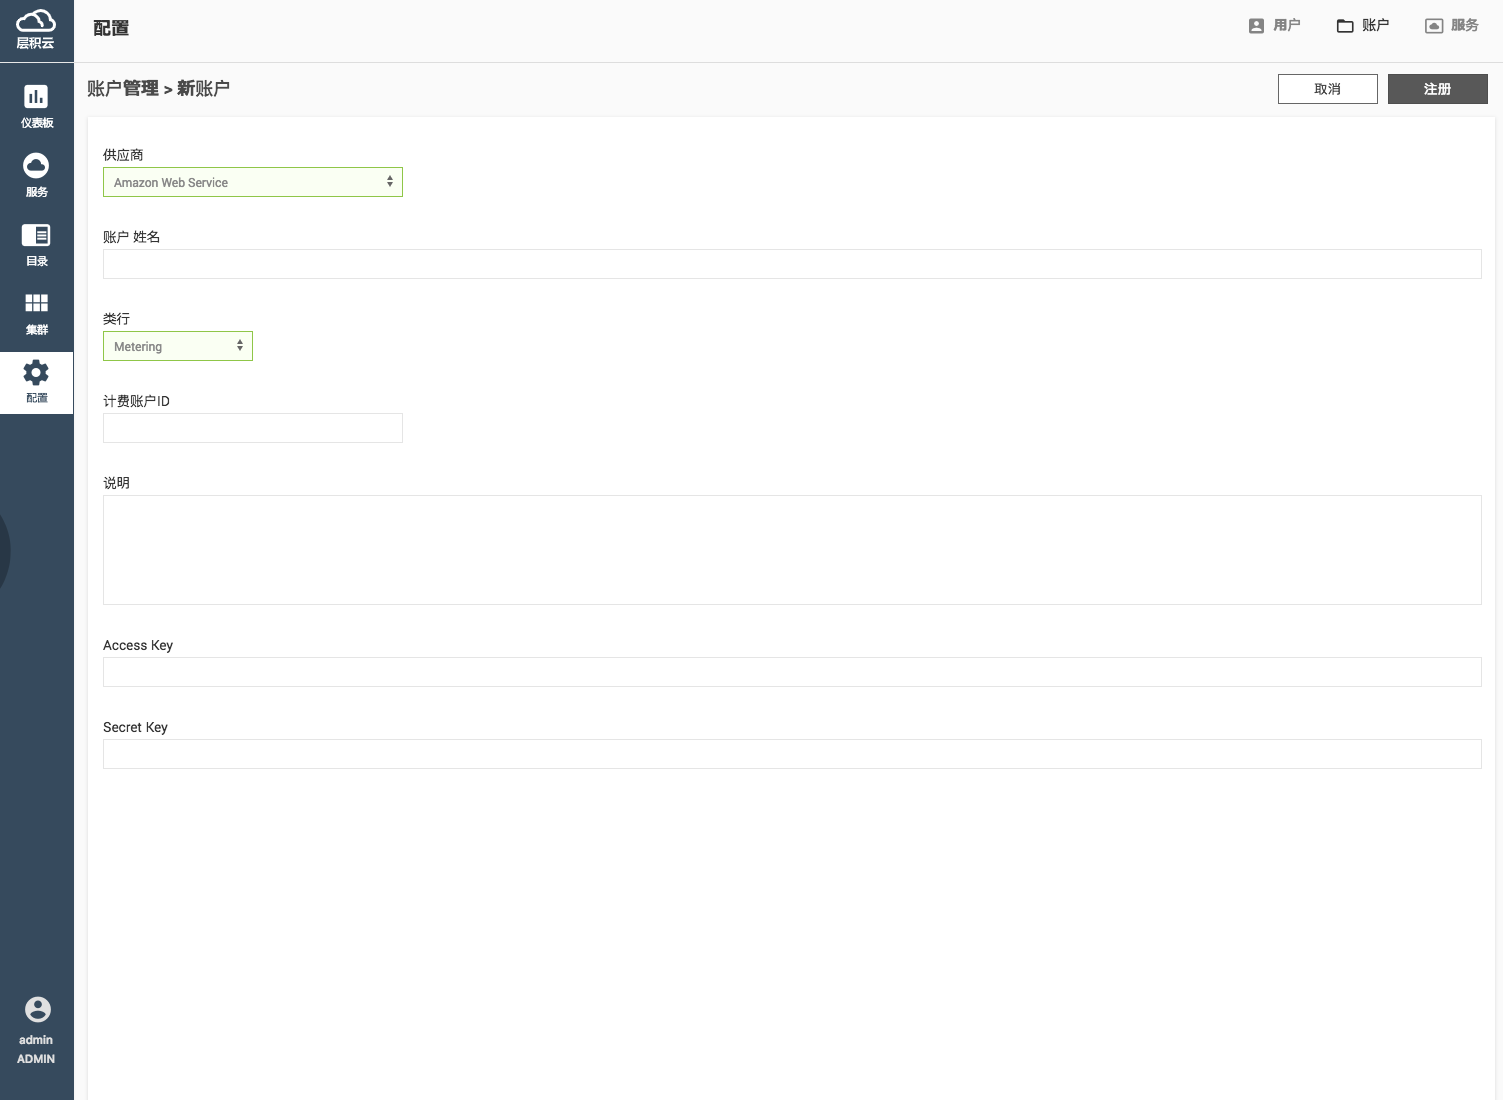 层积云
配置
用户
账户
服务
账户管理 > 新账户
取消
注册
仪表板
服务
目录
集群
配置
供应商
Amazon Web Service
账户 姓名
类行
Metering
计费账户ID
说明
Access Key
Secret Key
admin
ADMIN